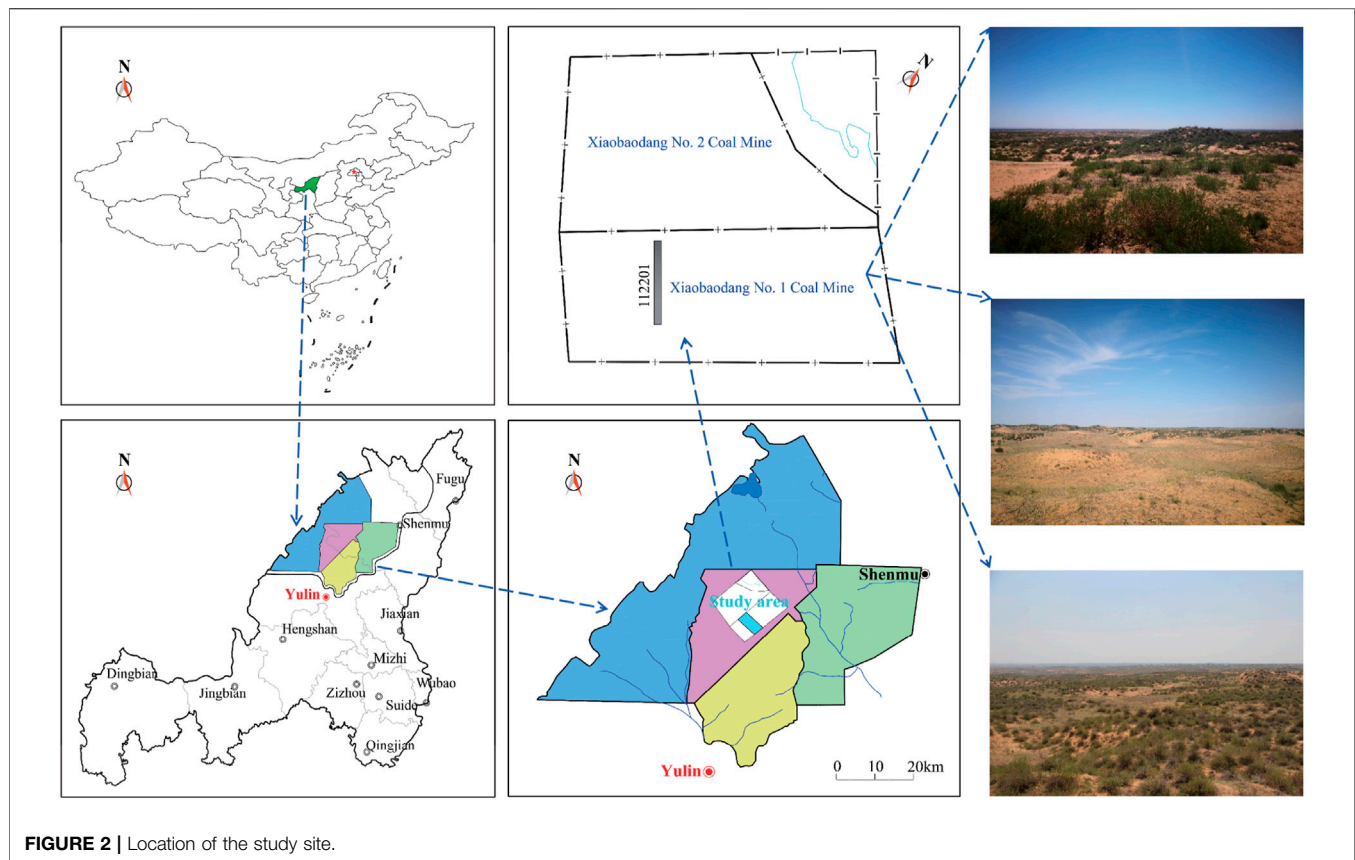 N
N
Xiaobaodang No. 2 Coal Mine
112201
Xiaobaodang No. 1 Coal Mine
N
Fugu
Shenmu
Yulin
Jiaxian
Hengshan
Mizhi
Dingbian
Jingbian
Zizhou
Wubao
Suide
Qingjian
N
Shenmu
Study area
Yulin
0 10 20km
FIGURE 2 | Location of the study site.